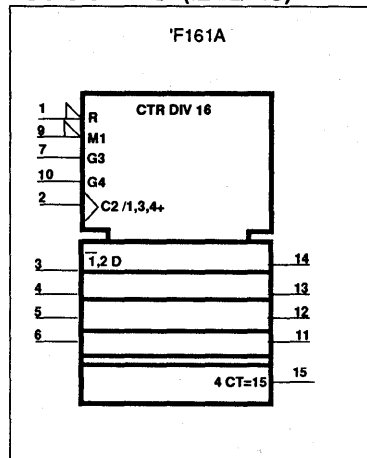 'F161A
CTR DIV 16
1 R
9 M1
7 G3
10 G4
2 C2 /1,3,4+
3 1̅,2 D 14
4 13
5 12
6 11
4 CT=15 15